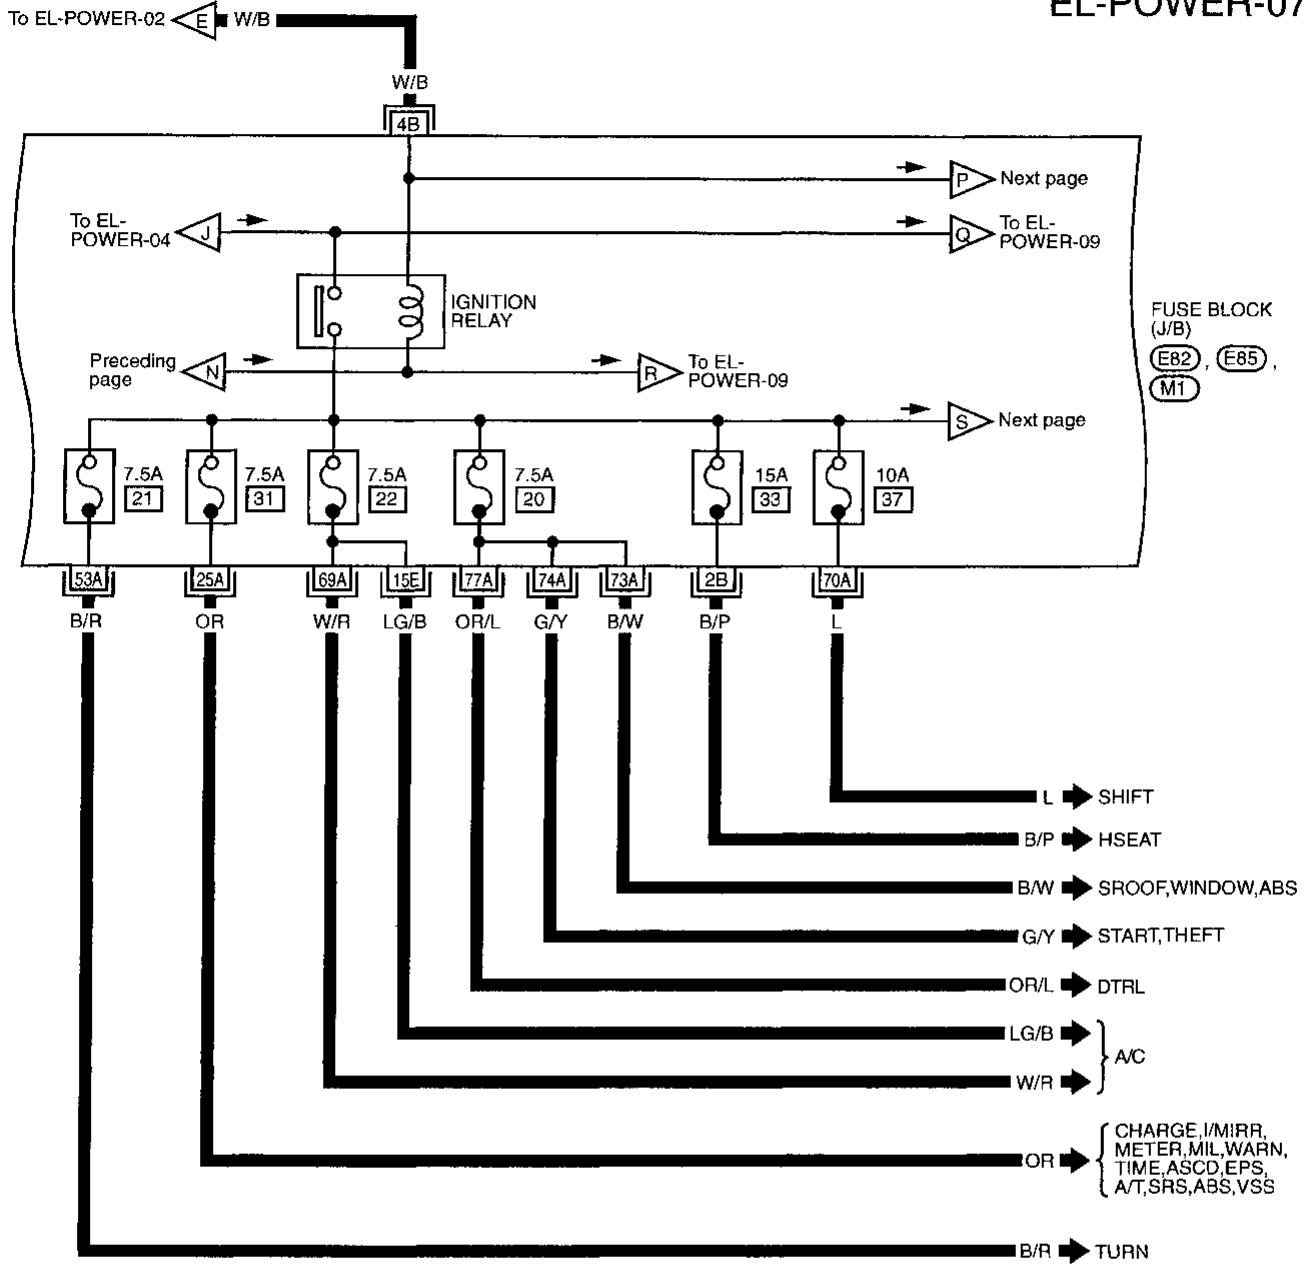 EL-POWER-07
To EL-POWER-02 E W/B
W/B
4B
P Next page
To EL-
POWER-04 J
Q To EL-
POWER-09
IGNITION
RELAY
FUSE BLOCK
(J/B)
E82, E85,
M1
Preceding
page N
R To EL-
POWER-09
S Next page
7.5A 7.5A 7.5A 7.5A 15A 10A
21 31 22 20 33 37
53A 25A 69A 15E 77A 74A 73A 2B 70A
B/R OR W/R LG/B OR/L G/Y B/W B/P L
L SHIFT
B/P HSEAT
B/W SROOF,WINDOW,ABS
G/Y START,THEFT
OR/L DTRL
LG/B
A/C
W/R
CHARGE,I/MIRR,
METER,MIL,WARN,
OR
TIME,ASCD,EPS,
A/T,SRS,ABS,VSS
B/R TURN